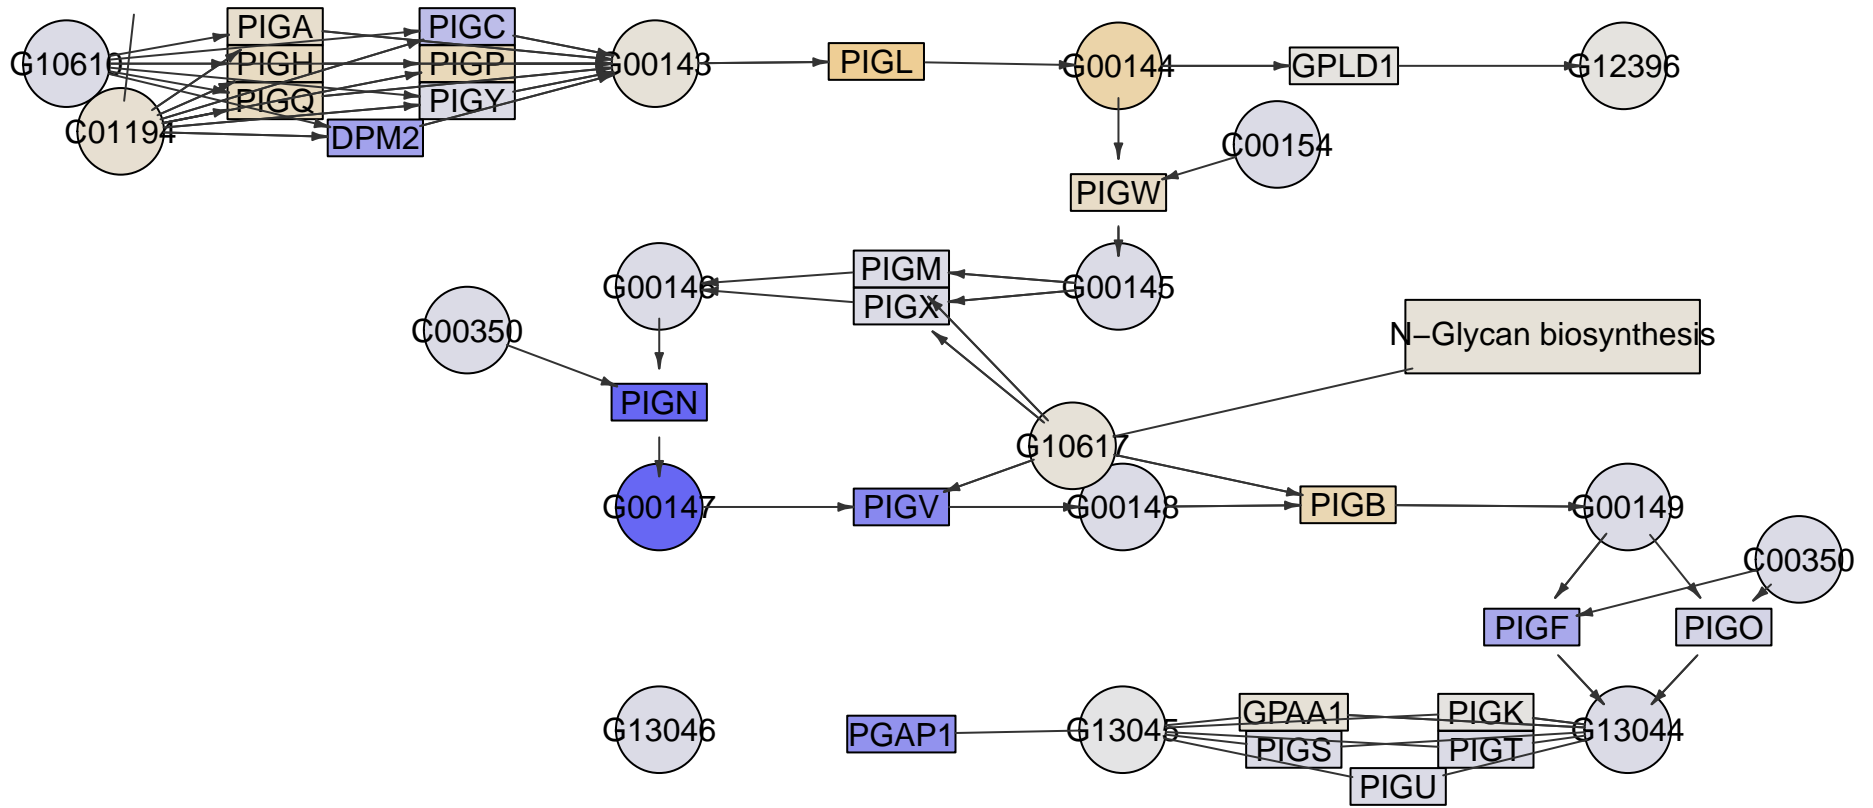 PIGA
PIGC
G10610
PIGH
PIGP
G00143
PIGL
G00144
GPLD1
G12396
PIGQ
PIGY
C01194
DPM2
C00154
PIGW
PIGM
G00146
G00145
PIGX
C00350
N−Glycan biosynthesis
PIGN
G10617
G00147
PIGV
G00148
PIGB
G00149
C00350
PIGF
PIGO
GPAA1
PIGK
G13046
PGAP1
G13045
G13044
PIGS
PIGT
PIGU